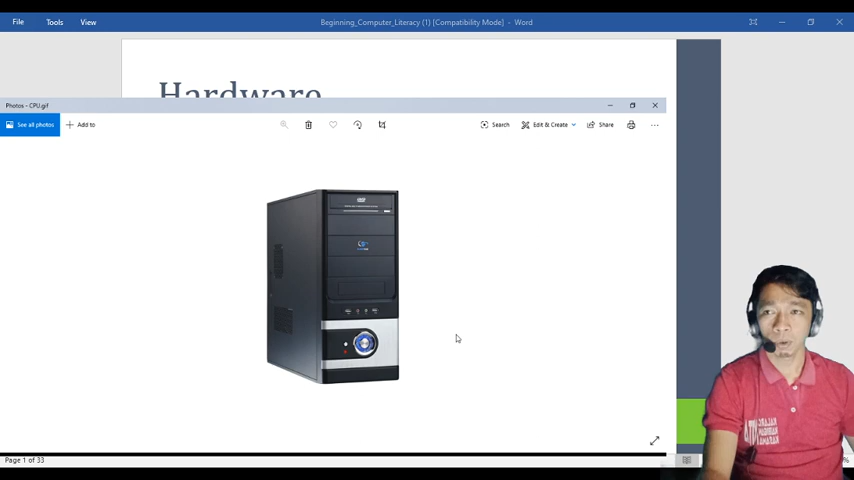 File Tools View Beginning_Computer_Literacy (1) [Compatibility Mode] - Word
Hardware
Photos - CPU.gif
See all photos Add to Search Edit & Create Share
Page 1 of 33
%